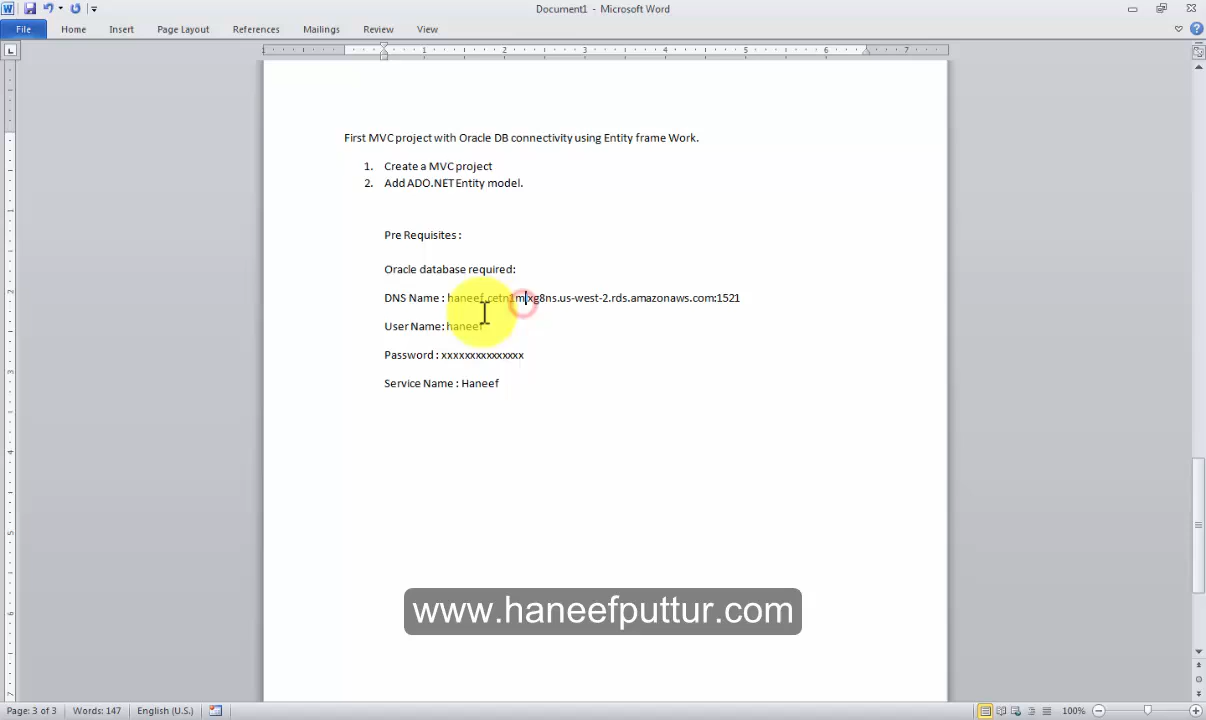 Document1 - Microsoft Word
File Home Insert Page Layout References Mailings Review View
First MVC project with Oracle DB connectivity using Entity frame Work.
1. Create a MVC project
2. Add ADO.NET Entity model.
Pre Requisites :
Oracle database required:
DNS Name : haneef.cetn1mixg8ns.us-west-2.rds.amazonaws.com:1521
User Name: haneef
Password : xxxxxxxxxxxxxxx
Service Name : Haneef
www.haneefputtur.com
Page: 3 of 3 Words: 147 English (U.S.) 100%